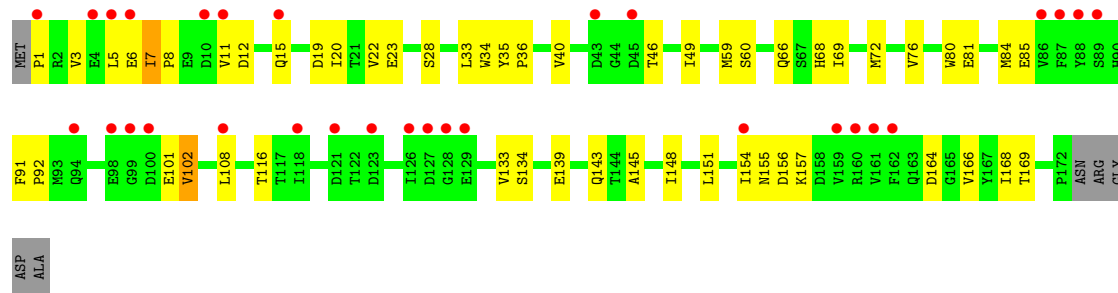 MET P1 R2 V3 E4 L5 E6 I7 P8 E9 D10 V11 D12 Q15 D19 I20 T21 V22 E23 S28 L33 W34 Y35 P36 V40 D43 G44 D45 T46 I49 M59 S60 Q66 S67 H68 I69 M72 V76 W80 E81 M84 E85 V86 F87 Y88 S89 H90
F91 P92 M93 Q94 E98 G99 D100 E101 V102 L108 T116 T117 I118 D121 T122 D123 I126 D127 G128 E129 V133 S134 E139 Q143 T144 A145 I148 L151 I154 N155 D156 K157 D158 V159 R160 V161 F162 Q163 D164 G165 V166 Y167 I168 T169 P172 ASN ARG
ASP ALA